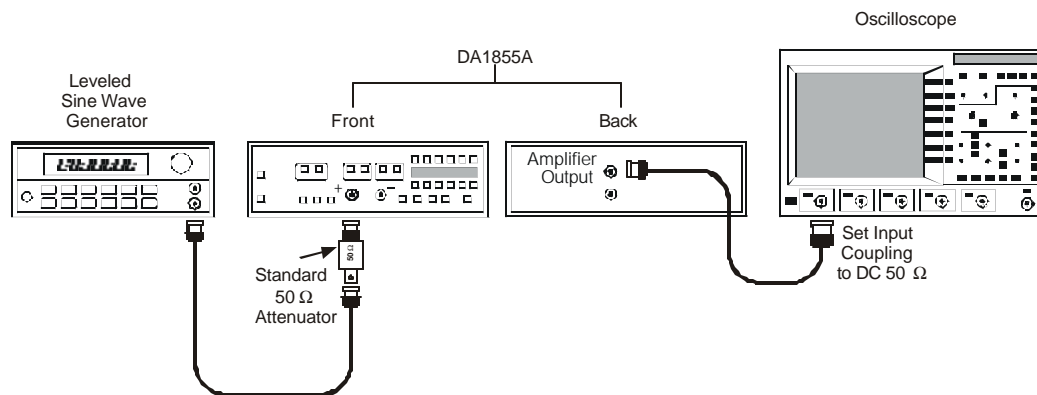 Oscilloscope
DA1855A
Leveled
Sine Wave
Generator
Front
Back
Amplifier
Output
+
−
50 Ω
Standard
50 Ω
Attenuator
Set Input
Coupling
to DC 50 Ω